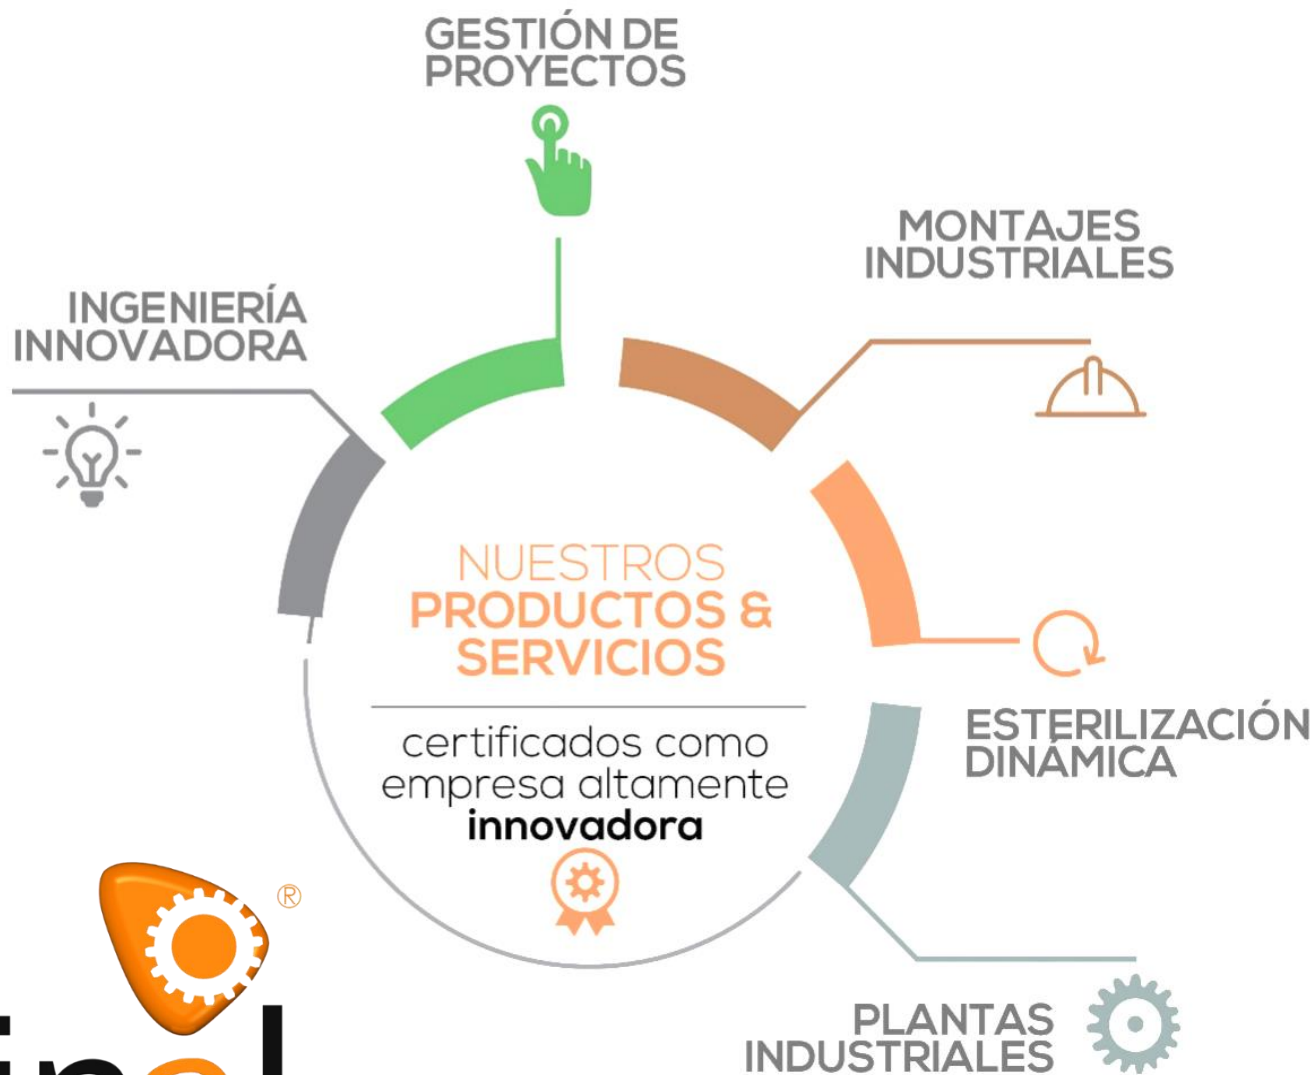 GESTIÓN DE
PROYECTOS
MONTAJES
INDUSTRIALES
INGENIERÍA
INNOVADORA
NUESTROS
PRODUCTOS &
SERVICIOS
certificados como
empresa altamente
innovadora
ESTERILIZACIÓN
DINÁMICA
®
PLANTAS
INDUSTRIALES